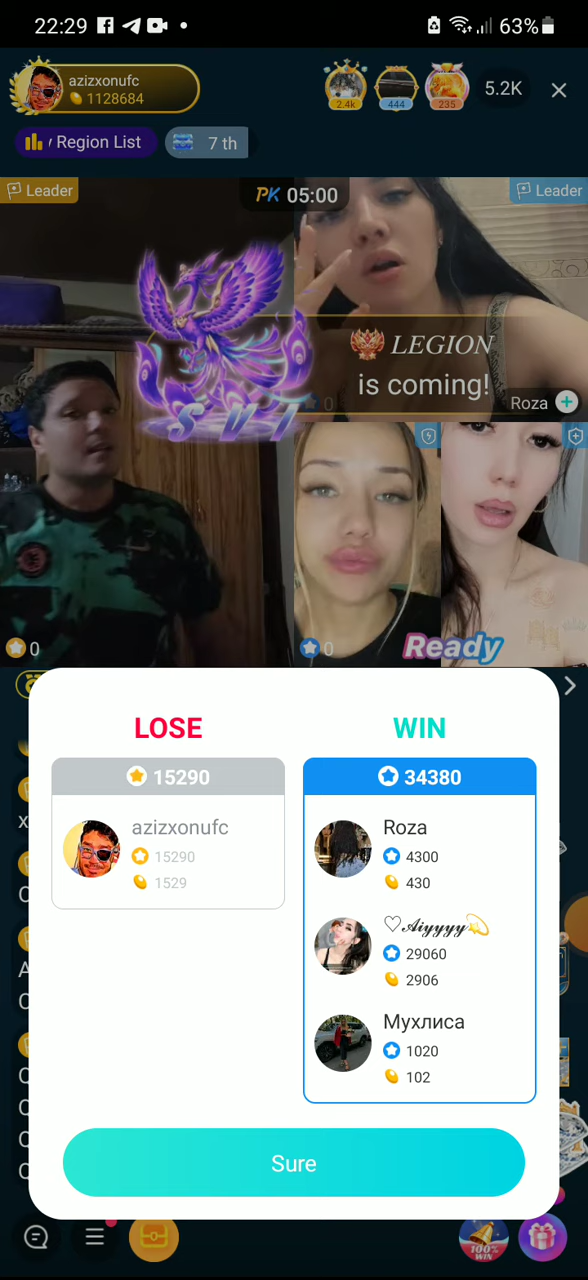 22:29
63%
azizxonufc
1128684
2.4k
444
235
5.2K
Region List
7 th
Leader
PK 05:00
Leader
LEGION
is coming!
0
Roza
SVI
0
0
Ready
LOSE
WIN
15290
34380
azizxonufc
15290
1529
Roza
4300
430
♡𝒜𝒾𝓎𝓎𝓎𝓎💫
29060
2906
Мухлиса
1020
102
Sure
100%
WIN